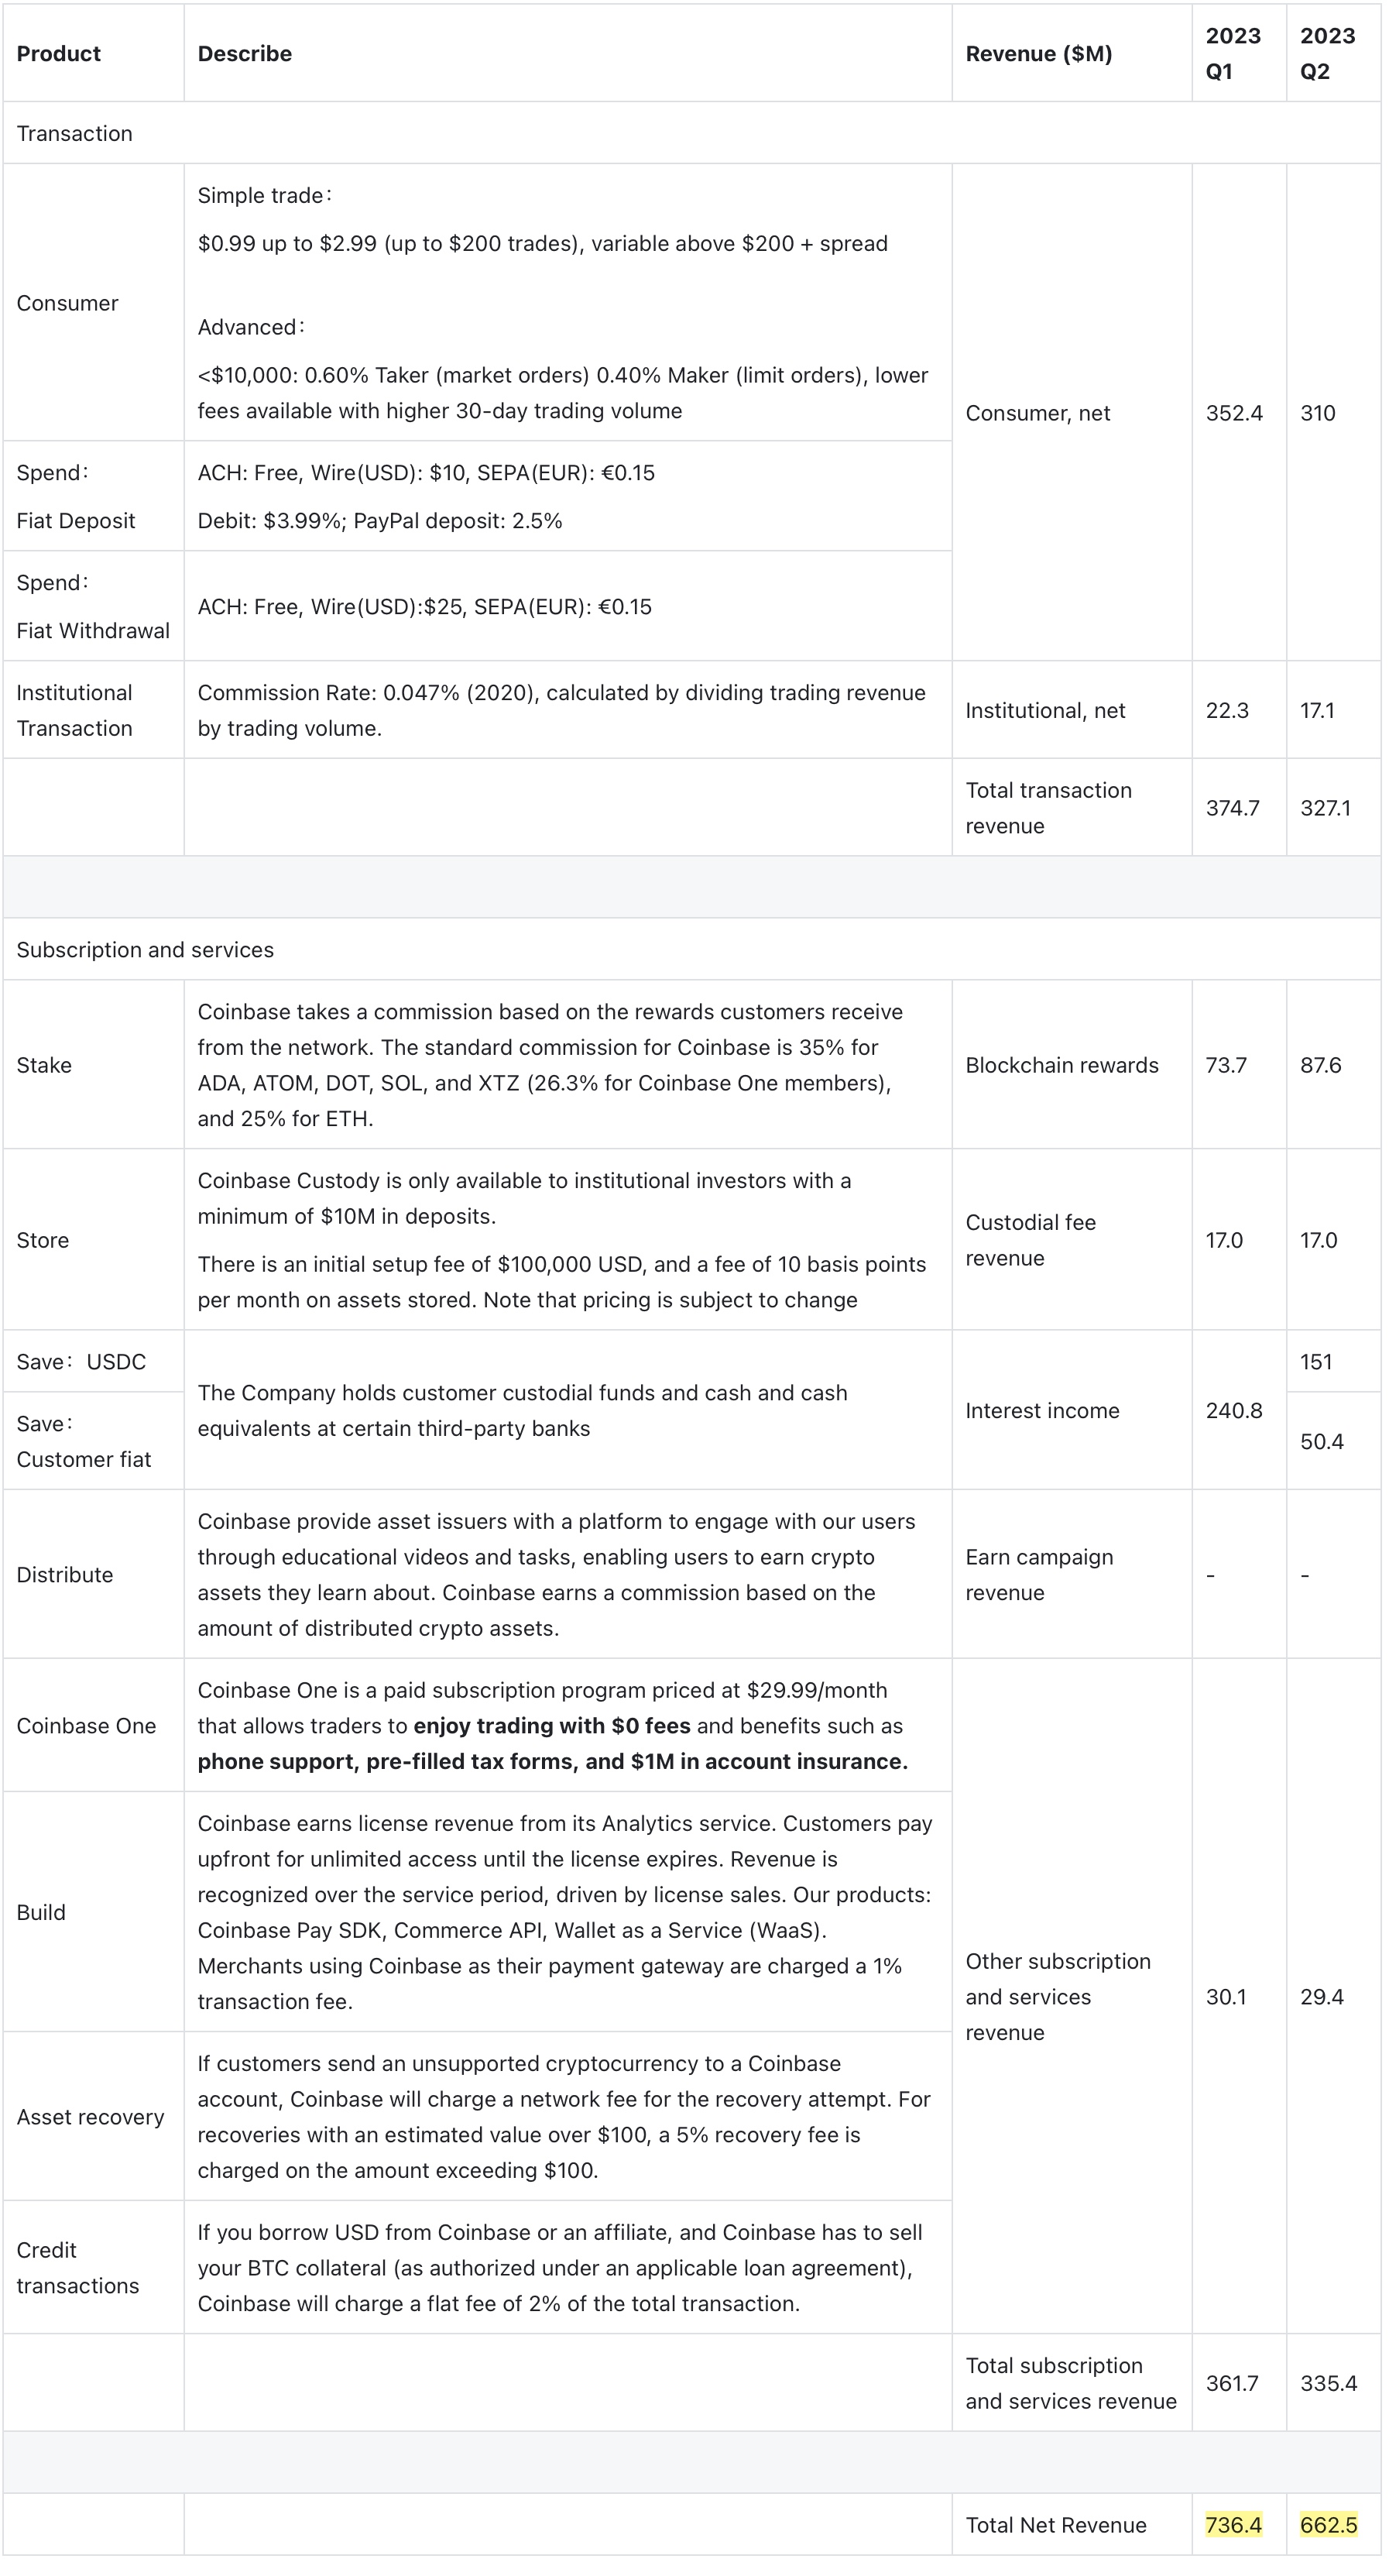 Product
Describe
Revenue ($M)
2023
Q1
2023
Q2
Transaction
Consumer
Simple trade：
$0.99 up to $2.99 (up to $200 trades), variable above $200 + spread
Advanced：
<$10,000: 0.60% Taker (market orders) 0.40% Maker (limit orders), lower
fees available with higher 30-day trading volume
Consumer, net
352.4
310
Spend：
Fiat Deposit
ACH: Free, Wire(USD): $10, SEPA(EUR): €0.15
Debit: $3.99%; PayPal deposit: 2.5%
Spend：
Fiat Withdrawal
ACH: Free, Wire(USD):$25, SEPA(EUR): €0.15
Institutional
Transaction
Commission Rate: 0.047% (2020), calculated by dividing trading revenue
by trading volume.
Institutional, net
22.3
17.1
Total transaction
revenue
374.7
327.1
Subscription and services
Stake
Coinbase takes a commission based on the rewards customers receive
from the network. The standard commission for Coinbase is 35% for
ADA, ATOM, DOT, SOL, and XTZ (26.3% for Coinbase One members),
and 25% for ETH.
Blockchain rewards
73.7
87.6
Store
Coinbase Custody is only available to institutional investors with a
minimum of $10M in deposits.
There is an initial setup fee of $100,000 USD, and a fee of 10 basis points
per month on assets stored. Note that pricing is subject to change
Custodial fee
revenue
17.0
17.0
Save：USDC
Save：
Customer fiat
The Company holds customer custodial funds and cash and cash
equivalents at certain third-party banks
Interest income
240.8
151
50.4
Distribute
Coinbase provide asset issuers with a platform to engage with our users
through educational videos and tasks, enabling users to earn crypto
assets they learn about. Coinbase earns a commission based on the
amount of distributed crypto assets.
Earn campaign
revenue
-
-
Coinbase One
Coinbase One is a paid subscription program priced at $29.99/month
that allows traders to enjoy trading with $0 fees and benefits such as
phone support, pre-filled tax forms, and $1M in account insurance.
Build
Coinbase earns license revenue from its Analytics service. Customers pay
upfront for unlimited access until the license expires. Revenue is
recognized over the service period, driven by license sales. Our products:
Coinbase Pay SDK, Commerce API, Wallet as a Service (WaaS).
Merchants using Coinbase as their payment gateway are charged a 1%
transaction fee.
Other subscription
and services
revenue
30.1
29.4
Asset recovery
If customers send an unsupported cryptocurrency to a Coinbase
account, Coinbase will charge a network fee for the recovery attempt. For
recoveries with an estimated value over $100, a 5% recovery fee is
charged on the amount exceeding $100.
Credit
transactions
If you borrow USD from Coinbase or an affiliate, and Coinbase has to sell
your BTC collateral (as authorized under an applicable loan agreement),
Coinbase will charge a flat fee of 2% of the total transaction.
Total subscription
and services revenue
361.7
335.4
Total Net Revenue
736.4
662.5